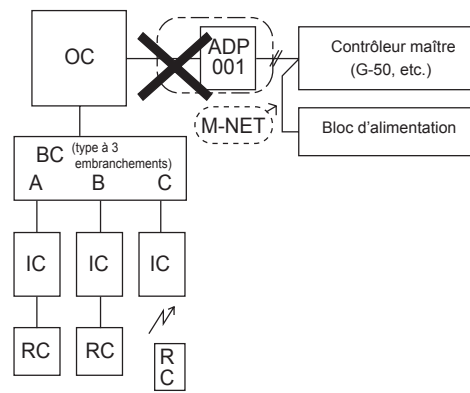 OC
ADP
001
Contrôleur maître
(G-50, etc.)
M-NET
Bloc d'alimentation
BC (type à 3
embranchements)
A B C
IC IC IC
RC RC
R
C